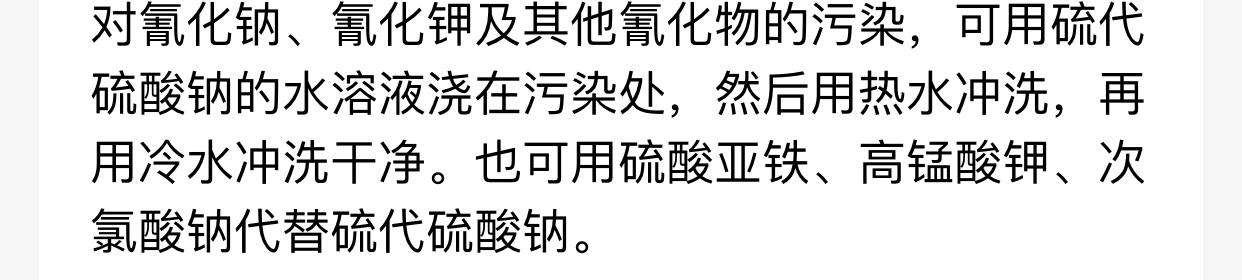 对氰化钠、氰化钾及其他氰化物的污染，可用硫代
硫酸钠的水溶液浇在污染处，然后用热水冲洗，再
用冷水冲洗干净。也可用硫酸亚铁、高锰酸钾、次
氯酸钠代替硫代硫酸钠。